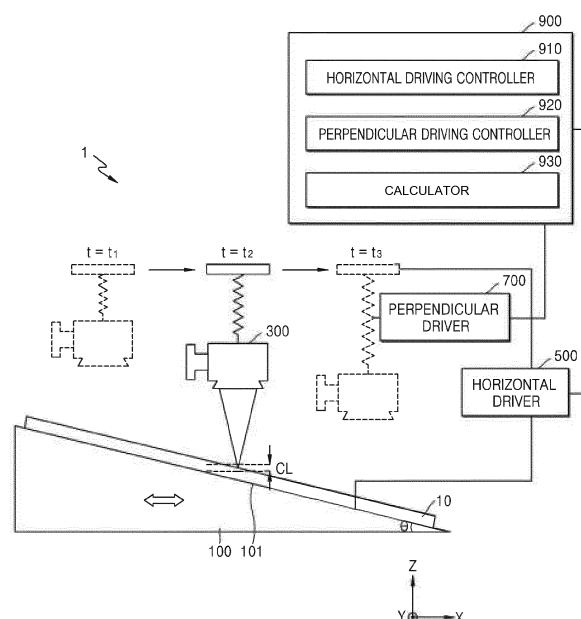 900
910
HORIZONTAL DRIVING CONTROLLER
920
PERPENDICULAR DRIVING CONTROLLER
930
CALCULATOR
1
t = t₁
t = t₂
t = t₃
700
PERPENDICULAR
DRIVER
300
500
HORIZONTAL
DRIVER
CL
10
θ
100
101
Z
Y
X